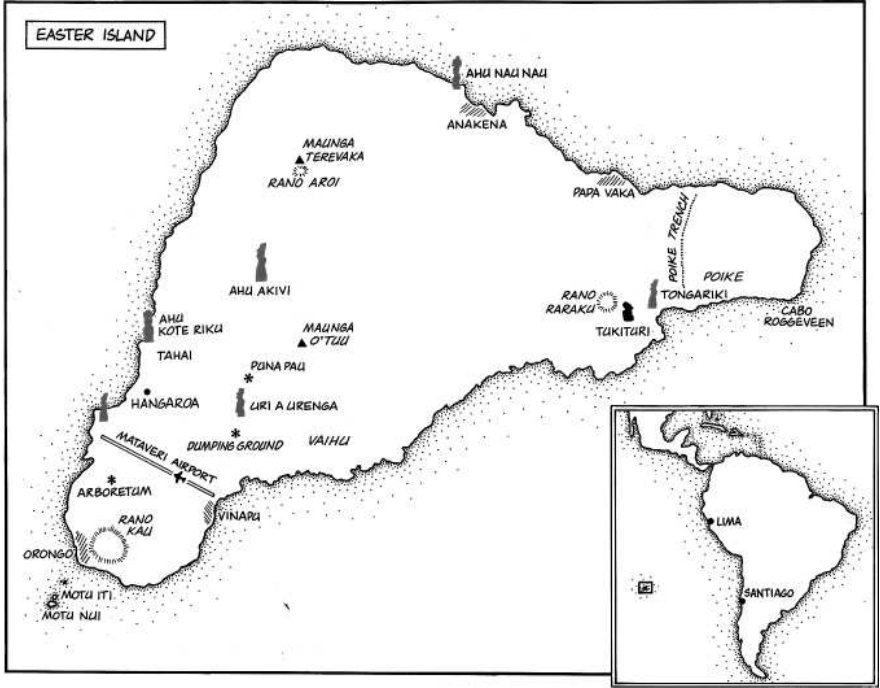 EASTER ISLAND
AHU NAU NAU
ANAKENA
MAUNGA
TEREVAKA
RANO AROI
PAPA VAKA
POIKE TRENCH
POIKE
AHU AKIVI
RANO
RARAKU
TONGARIKI
TUKITURI
CABO
ROGGEVEEN
AHU
KOTE RIKU
TAHAI
MAUNGA
O'TUU
PUNA PAU
HANGAROA
URI A URENGA
DUMPING GROUND
VAIHU
MATAVERI AIRPORT
ARBORETUM
RANO
KAU
VINAPU
ORONGO
MOTU ITI
MOTU NUI
LIMA
SANTIAGO